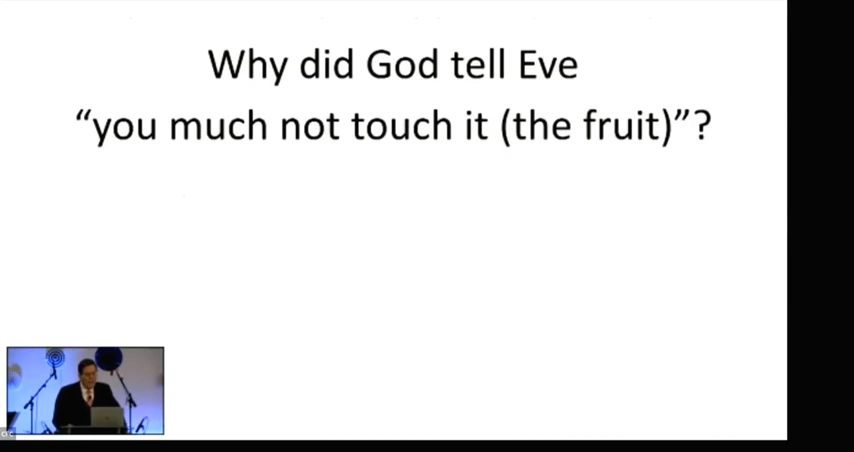 Why did God tell Eve
“you much not touch it (the fruit)”?